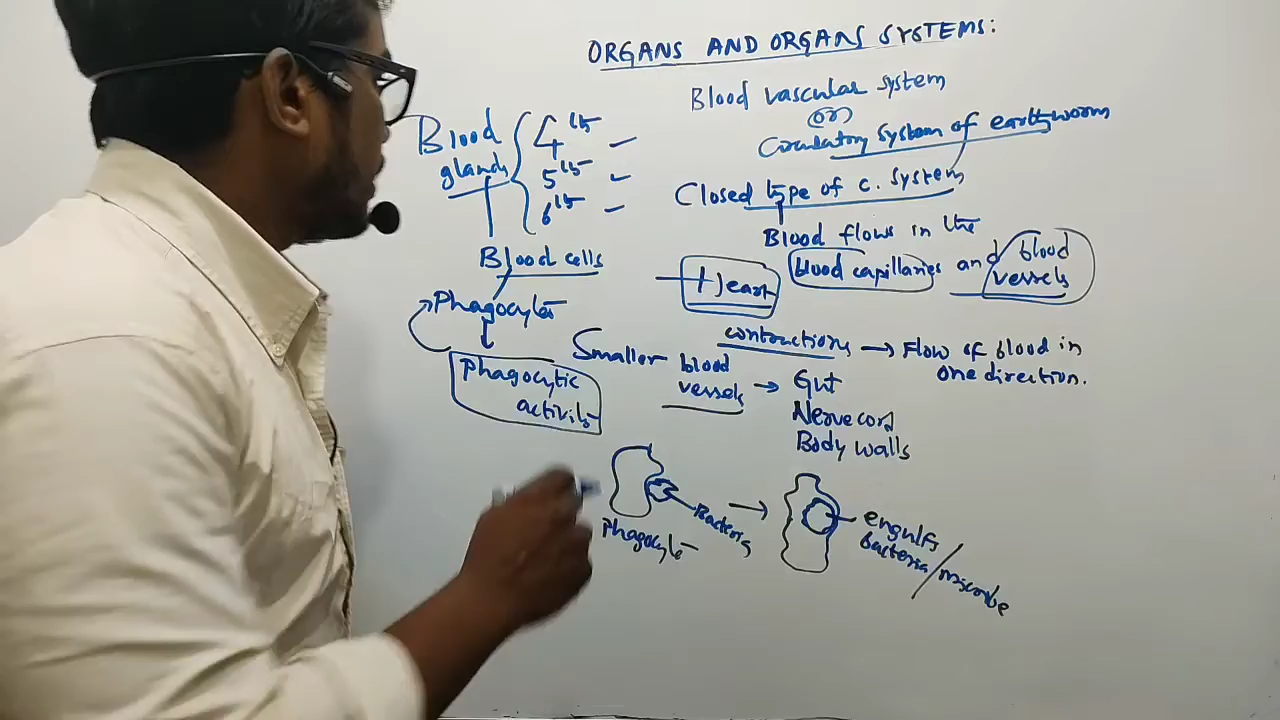 ORGANS AND ORGANS SYSTEMS:
Blood vascular system
(or)
Circulatory system of earthworm
Closed type of c. system
Blood flows in the
blood capillaries and blood
vessels
Heart
contractions → Flow of blood in
one direction.
Blood
glands
4th
5th
6th
Blood cells
Phagocytes
Phagocytic
activity
Smaller blood
vessels → Gut
Nerve cord
Body walls
Phagocyte
Bacteria
→
engulfs
bacteria/microbe